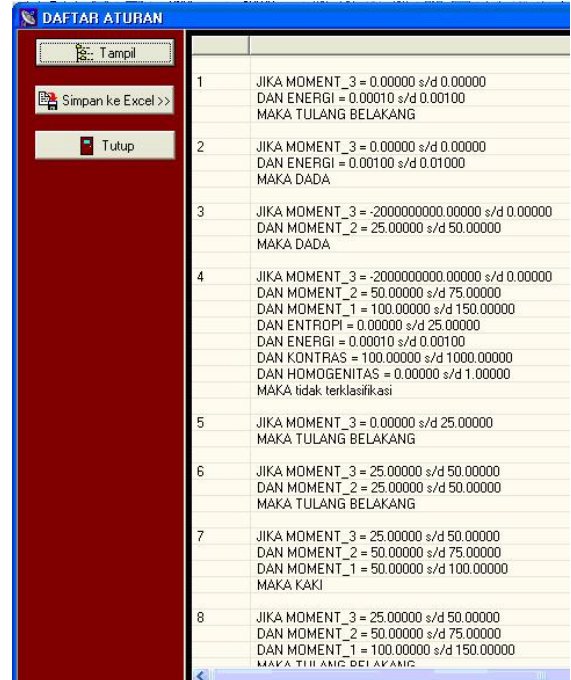 DAFTAR ATURAN
Tampil
Simpan ke Excel >>
Tutup
1 JIKA MOMENT_3 = 0.00000 s/d 0.00000
DAN ENERGI = 0.00010 s/d 0.00100
MAKA TULANG BELAKANG
2 JIKA MOMENT_3 = 0.00000 s/d 0.00000
DAN ENERGI = 0.00100 s/d 0.01000
MAKA DADA
3 JIKA MOMENT_3 = -2000000000.00000 s/d 0.00000
DAN MOMENT_2 = 25.00000 s/d 50.00000
MAKA DADA
4 JIKA MOMENT_3 = -2000000000.00000 s/d 0.00000
DAN MOMENT_2 = 50.00000 s/d 75.00000
DAN MOMENT_1 = 100.00000 s/d 150.00000
DAN ENTROPI = 0.00000 s/d 25.00000
DAN ENERGI = 0.00010 s/d 0.00100
DAN KONTRAS = 100.00000 s/d 1000.00000
DAN HOMOGENITAS = 0.00000 s/d 1.00000
MAKA tidak terklasifikasi
5 JIKA MOMENT_3 = 0.00000 s/d 25.00000
MAKA TULANG BELAKANG
6 JIKA MOMENT_3 = 25.00000 s/d 50.00000
DAN MOMENT_2 = 25.00000 s/d 50.00000
MAKA TULANG BELAKANG
7 JIKA MOMENT_3 = 25.00000 s/d 50.00000
DAN MOMENT_2 = 50.00000 s/d 75.00000
DAN MOMENT_1 = 50.00000 s/d 100.00000
MAKA KAKI
8 JIKA MOMENT_3 = 25.00000 s/d 50.00000
DAN MOMENT_2 = 50.00000 s/d 75.00000
DAN MOMENT_1 = 100.00000 s/d 150.00000
MAKA TULANG BELAKANG